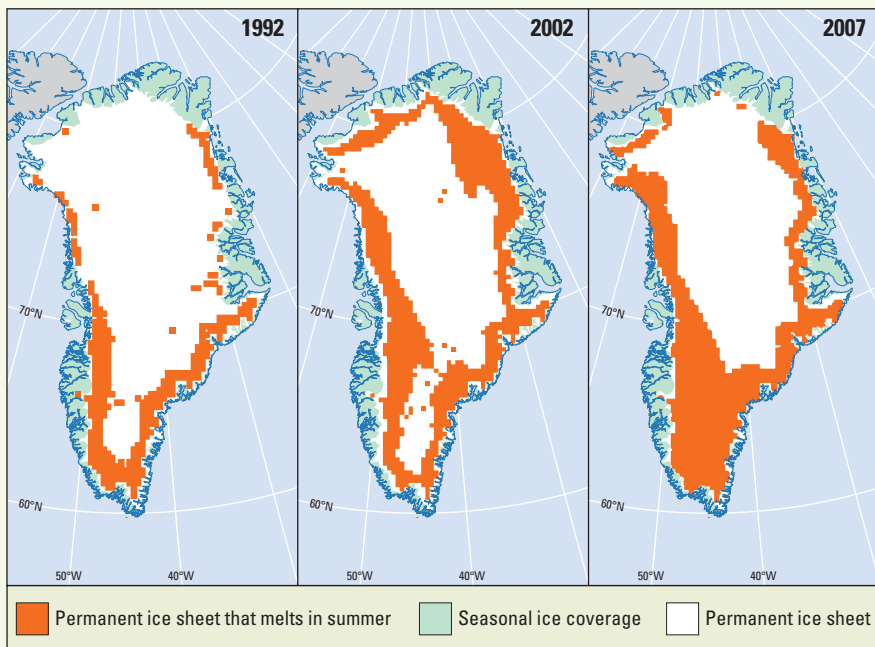 1992
2002
2007
70°N
70°N
70°N
60°N
60°N
60°N
50°W
40°W
50°W
40°W
50°W
40°W
Permanent ice sheet that melts in summer
Seasonal ice coverage
Permanent ice sheet